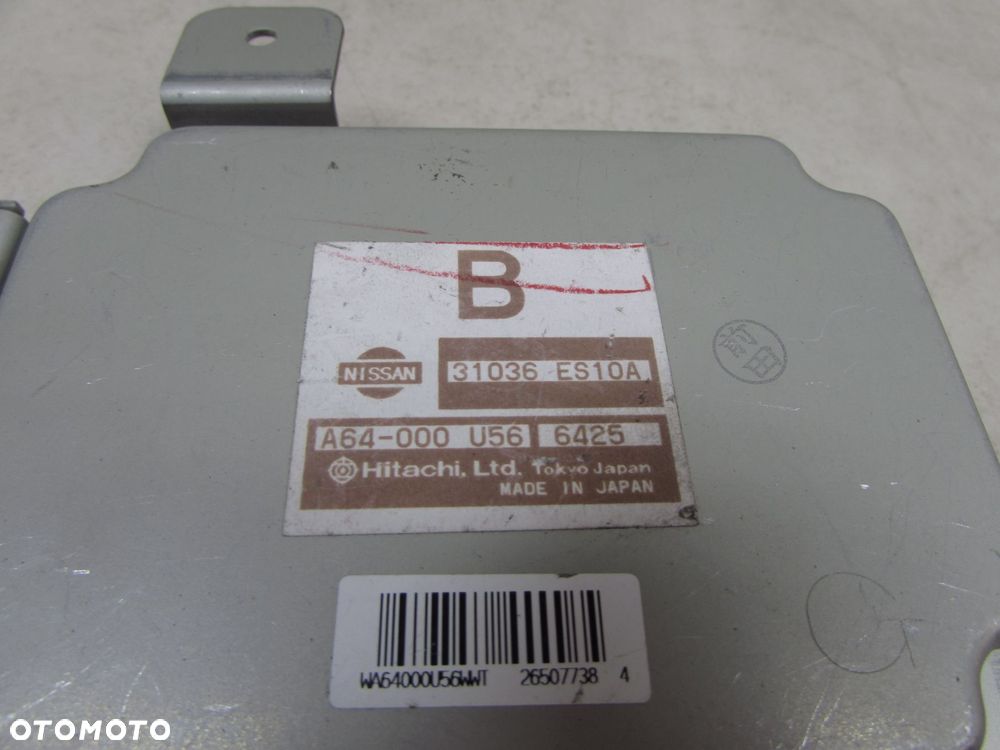 B
NISSAN
31036 ES10A
A64-000 U56 6425
Hitachi, Ltd. Tokyo Japan
MADE IN JAPAN
WA64000U56WWT 26507738 4
G
OTOMOTO